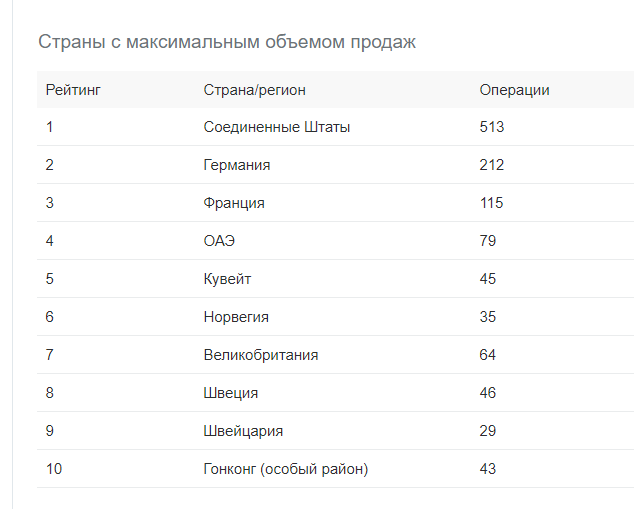 Страны с максимальным объемом продаж
Рейтинг Страна/регион Операции
1 Соединенные Штаты 513
2 Германия 212
3 Франция 115
4 ОАЭ 79
5 Кувейт 45
6 Норвегия 35
7 Великобритания 64
8 Швеция 46
9 Швейцария 29
10 Гонконг (особый район) 43